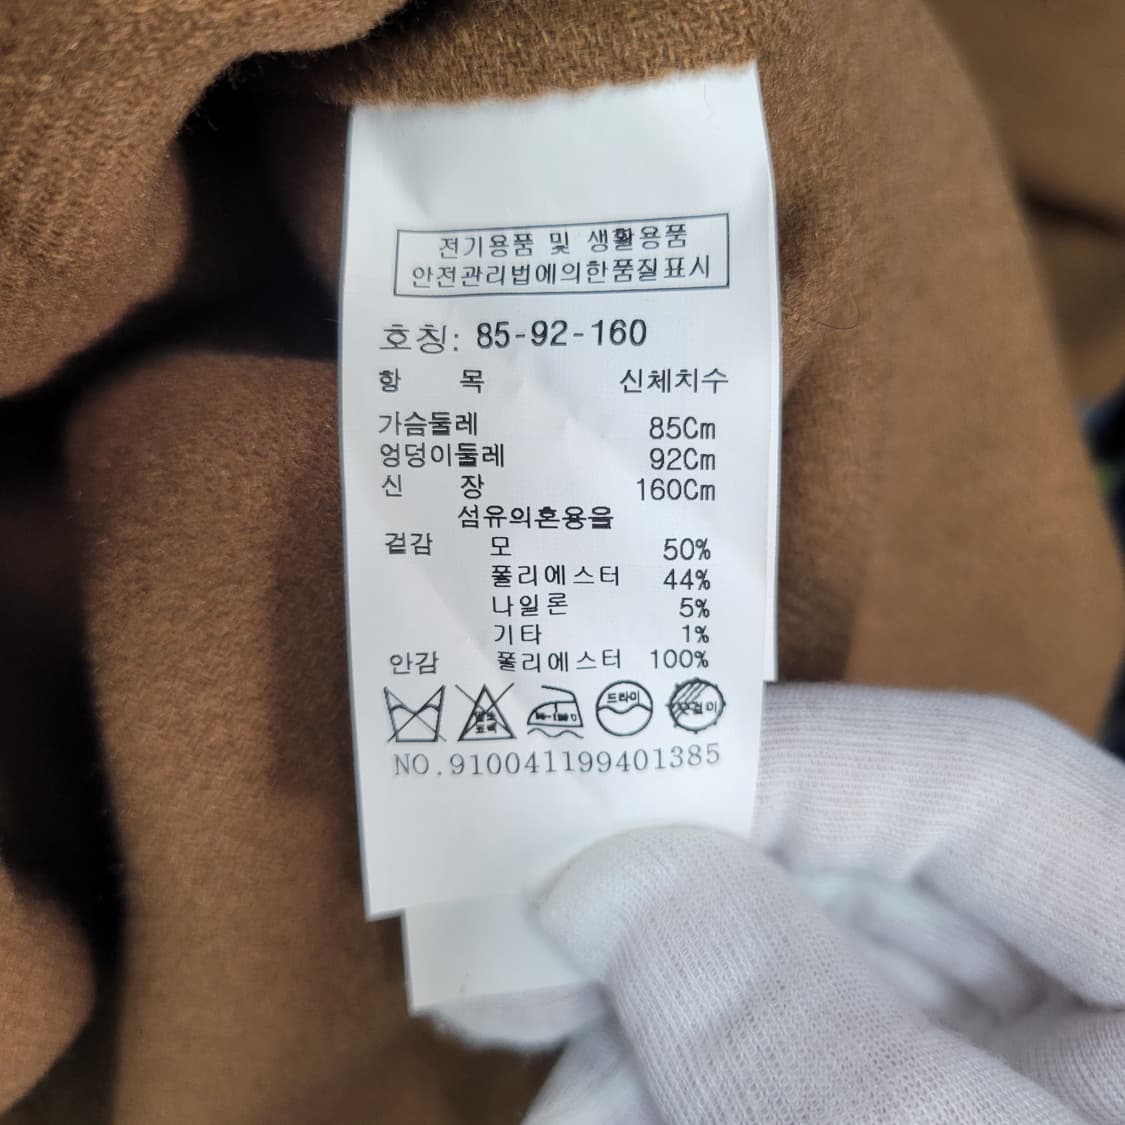 전기용품 및 생활용품
안전관리법에의한품질표시
호칭: 85-92-160
항 목 신체치수
가슴둘레 85Cm
엉덩이둘레 92Cm
신 장 160Cm
섬유의혼용율
겉감 모 50%
폴리에스터 44%
나일론 5%
기타 1%
안감 폴리에스터 100%
드라이
NO.910041199401385